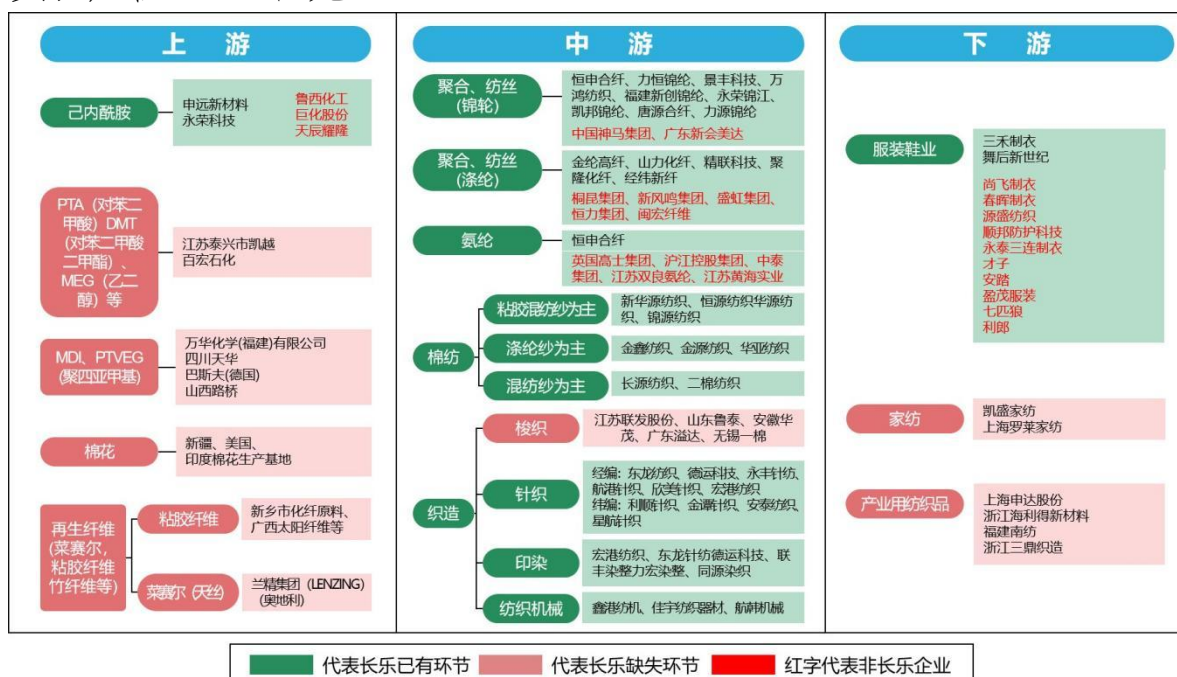 上 游
己内酰胺
申远新材料
永荣科技
鲁西化工
巨化股份
天辰耀隆
PTA (对苯二
甲酸) DMT
(对苯二甲酸
二甲酯) 、
MEG (乙二
醇) 等
江苏泰兴市凯越
百宏石化
MDI、PTVEG
(聚四亚甲基)
万华化学(福建)有限公司
四川天华
巴斯夫(德国)
山西路桥
棉花
新疆、美国、
印度棉花生产基地
再生纤维
(莱赛尔,
粘胶纤维
竹纤维等)
粘胶纤维
新乡市化纤原料、
广西太阳纤维等
莱赛尔 (天丝)
兰精集团 (LENZING)
(奥地利)
中 游
聚合、纺丝
(锦轮)
恒申合纤、力恒锦纶、景丰科技、万
鸿纺织、福建新创锦纶、永荣锦江、
凯邦锦纶、唐源合纤、力源锦纶
中国神马集团、广东新会美达
聚合、纺丝
(涤纶)
金纶高纤、山力化纤、精联科技、聚
隆化纤、经纬新纤
桐昆集团、新风鸣集团、盛虹集团、
恒力集团、闽宏纤维
氨纶
恒申合纤
英国高士集团、沪江控股集团、中泰
集团、江苏双良氨纶、江苏黄海实业
棉纺
粘胶混纺纱为主
新华源纺织、恒源纺织华源纺
织、锦源纺织
涤纶纱为主
金鑫纺织、金源纺织、华亚纺织
混纺纱为主
长源纺织、二棉纺织
织造
梭织
江苏联发股份、山东鲁泰、安徽华
茂、广东溢达、无锡一棉
针织
经编: 东龙纺织、德运科技、永丰针纺、
航港针织、欣美针织、宏港纺织
纬编: 利顺针织、金谭针织、安泰纺织、
星航针织
印染
宏港纺织、东龙针纺德运科技、联
丰染整力宏染整、同源染织
纺织机械
鑫港纺机、佳宇纺织器材、航韩机械
下 游
服装鞋业
三禾制衣
舞后新世纪
尚飞制衣
春晖制衣
源盛纺织
顺邦防护科技
永泰三连制衣
才子
安踏
盈茂服装
七匹狼
利郎
家纺
凯盛家纺
上海罗莱家纺
产业用纺织品
上海申达股份
浙江海利得新材料
福建南纺
浙江三鼎织造
代表长乐已有环节
代表长乐缺失环节
红字代表非长乐企业